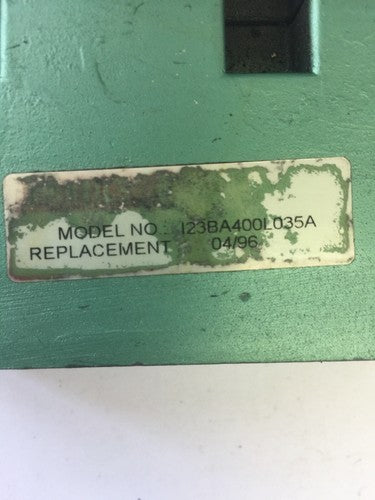 MODEL NO. I23BA400L035A
REPLACEMENT 04/96